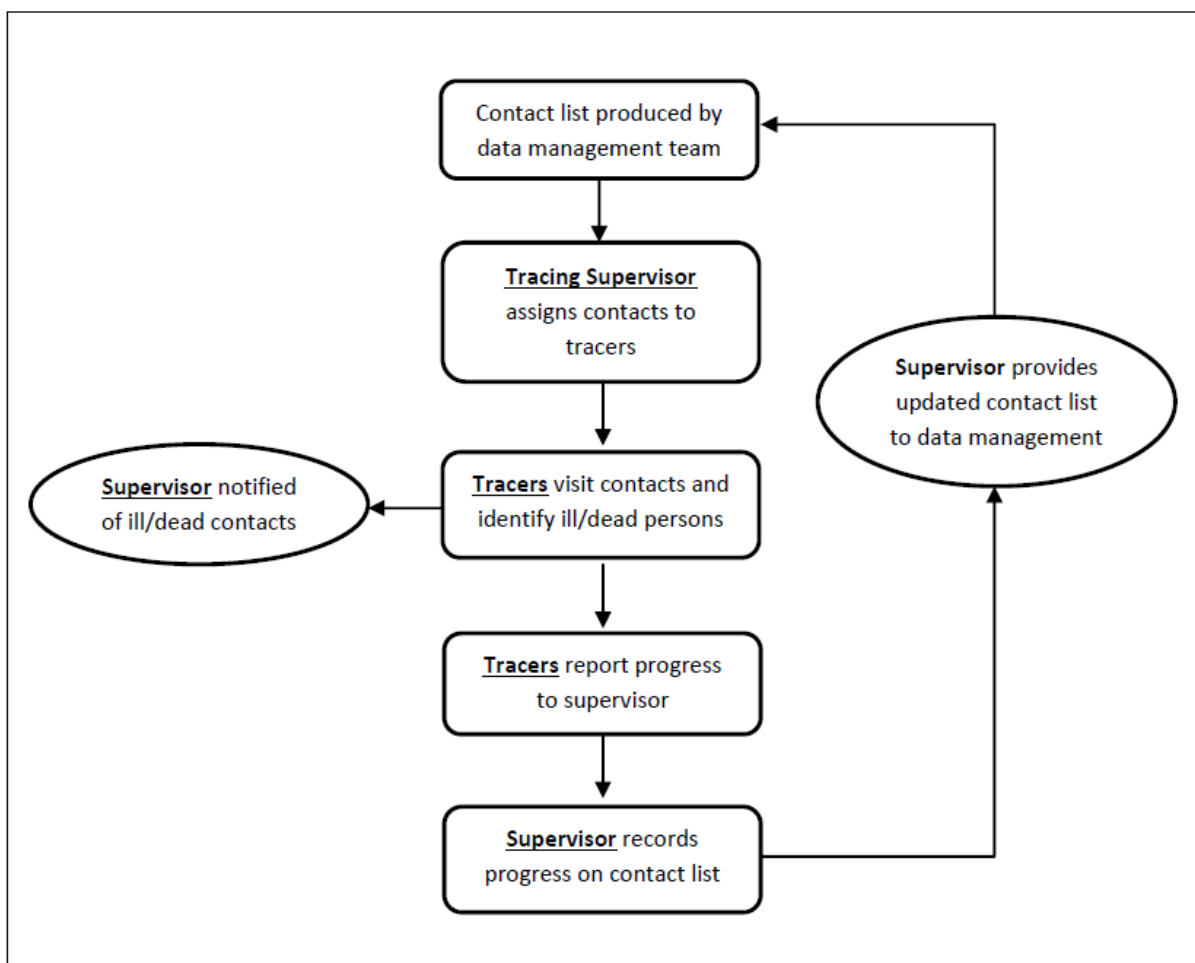 Contact list produced by
data management team
Tracing Supervisor
assigns contacts to
tracers
Supervisor provides
updated contact list
to data management
Supervisor notified
of ill/dead contacts
Tracers visit contacts and
identify ill/dead persons
Tracers report progress
to supervisor
Supervisor records
progress on contact list